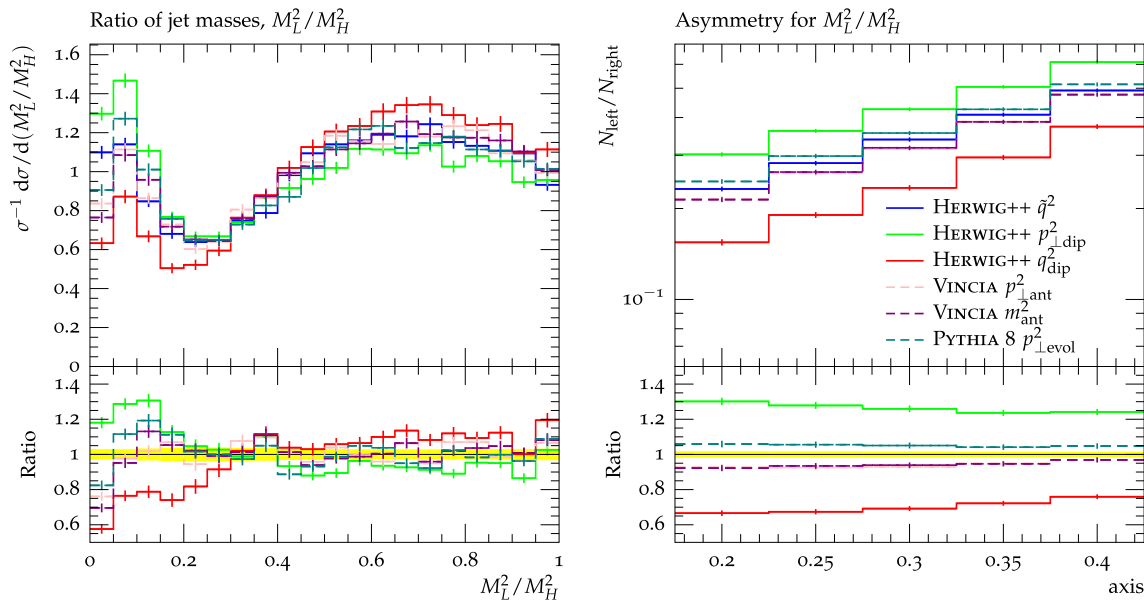 Ratio of jet masses, M_L^2/M_H^2
σ^−1 dσ/d(M_L^2/M_H^2)
1.6
1.4
1.2
1
0.8
0.6
0.4
0.2
0
Ratio
1.4
1.2
1
0.8
0.6
0
0.2
0.4
0.6
0.8
1
M_L^2/M_H^2
Asymmetry for M_L^2/M_H^2
N_left/N_right
10^−1
HERWIG++ q̃^2
HERWIG++ p_⊥dip^2
HERWIG++ q_dip^2
VINCIA p_⊥ant^2
VINCIA m_ant^2
PYTHIA 8 p_⊥evol^2
Ratio
1.4
1.2
1
0.8
0.6
0.2
0.25
0.3
0.35
0.4
axis